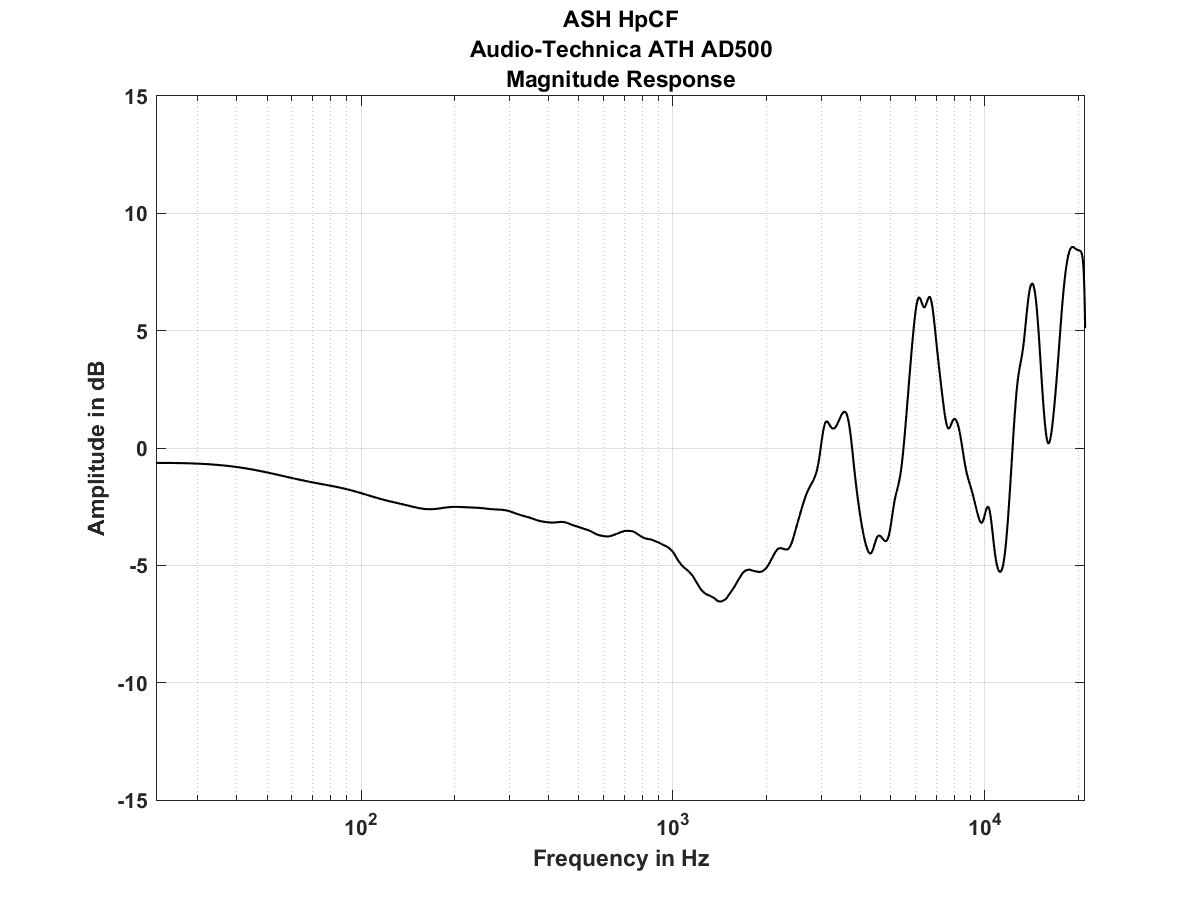 ASH HpCF
Audio-Technica ATH AD500
Magnitude Response
15
10
5
0
-5
-10
-15
Amplitude in dB
10² 10³ 10⁴
Frequency in Hz